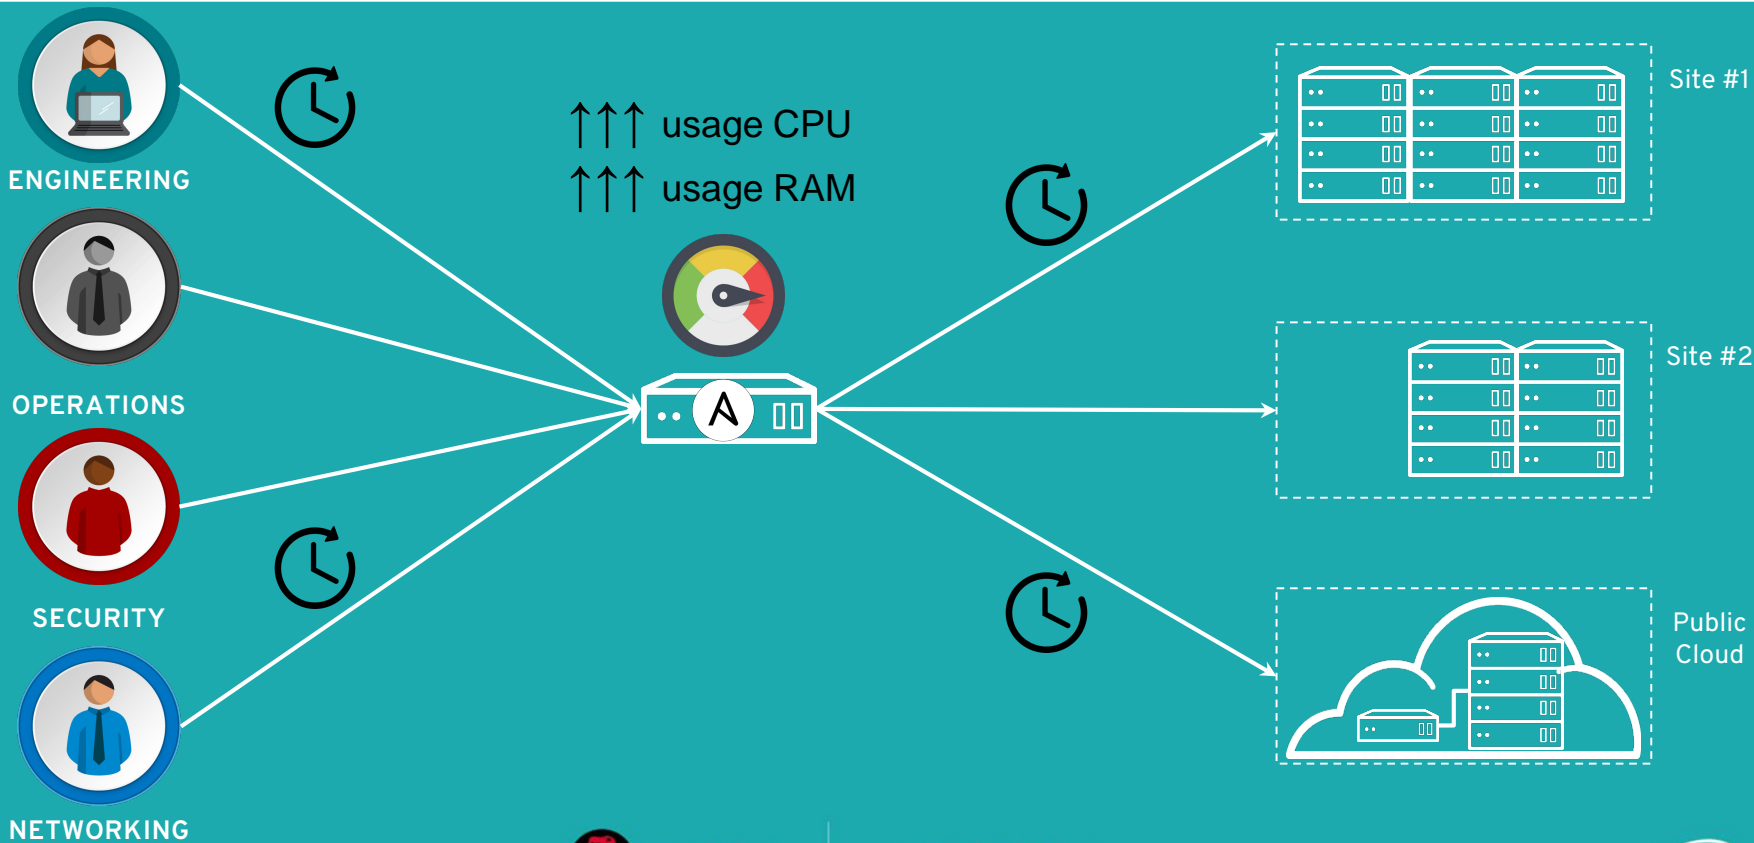 ENGINEERING
OPERATIONS
SECURITY
NETWORKING
↑↑↑ usage CPU
↑↑↑ usage RAM
A
Site #1
Site #2
Public
Cloud